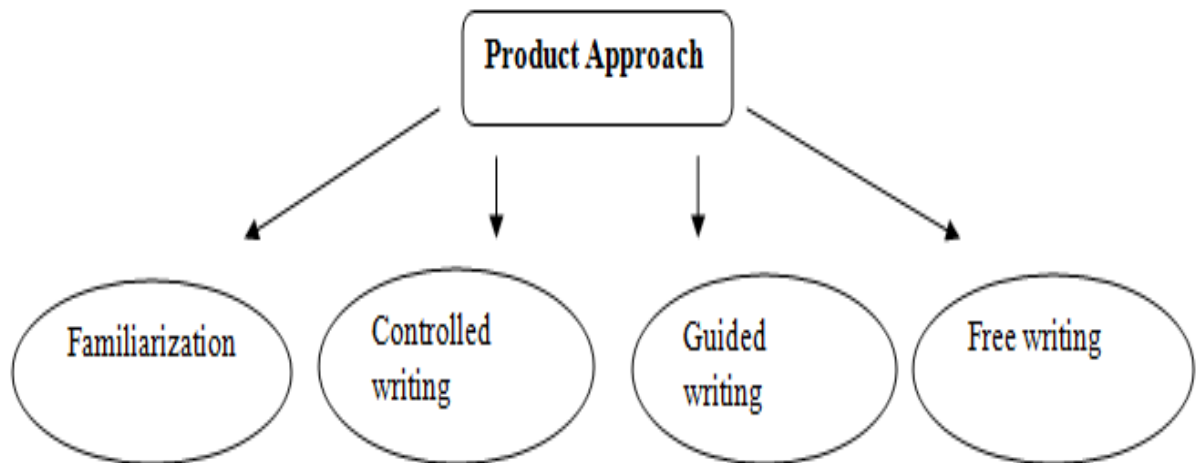 Product Approach
Familiarization
Controlled
writing
Guided
writing
Free writing